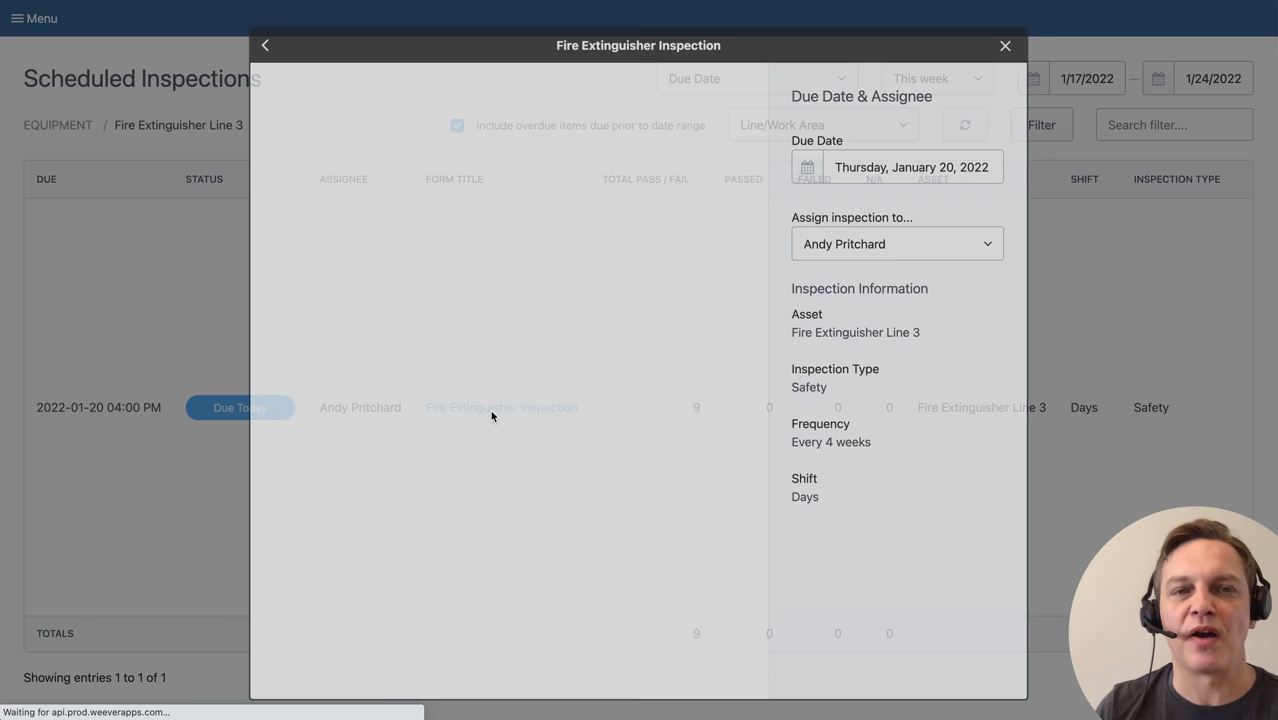 Menu
Fire Extinguisher Inspection
Scheduled Inspections
Due Date
This week
1/17/2022 — 1/24/2022
Due Date & Assignee
EQUIPMENT / Fire Extinguisher Line 3
Include overdue items due prior to date range
Line/Work Area
Filter
Search filter....
Due Date
Thursday, January 20, 2022
DUE STATUS ASSIGNEE FORM TITLE TOTAL PASS / FAIL PASSED FAILED N/A ASSET SHIFT INSPECTION TYPE
Assign inspection to...
Andy Pritchard
Inspection Information
Asset
Fire Extinguisher Line 3
Inspection Type
Safety
2022-01-20 04:00 PM Due Today Andy Pritchard Fire Extinguisher Inspection 9 0 0 0 Fire Extinguisher Line 3 Days Safety
Frequency
Every 4 weeks
Shift
Days
TOTALS 9 0 0 0
Showing entries 1 to 1 of 1
Waiting for api.prod.weeverapps.com...